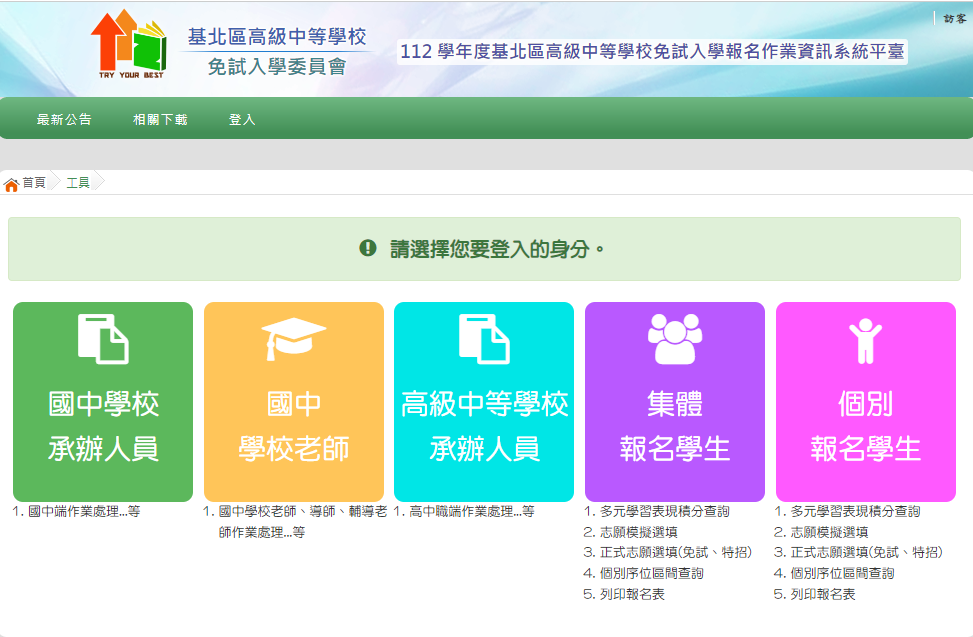 訪客
基北區高級中等學校
免試入學委員會
TRY YOUR BEST
112 學年度基北區高級中等學校免試入學報名作業資訊系統平臺
最新公告 相關下載 登入
首頁 工具
請選擇您要登入的身分。
國中學校
承辦人員
1. 國中端作業處理...等
國中
學校老師
1. 國中學校老師、導師、輔導老
師作業處理...等
高級中等學校
承辦人員
1. 高中職端作業處理...等
集體
報名學生
1. 多元學習表現積分查詢
2. 志願模擬選填
3. 正式志願選填(免試、特招)
4. 個別序位區間查詢
5. 列印報名表
個別
報名學生
1. 多元學習表現積分查詢
2. 志願模擬選填
3. 正式志願選填(免試、特招)
4. 個別序位區間查詢
5. 列印報名表